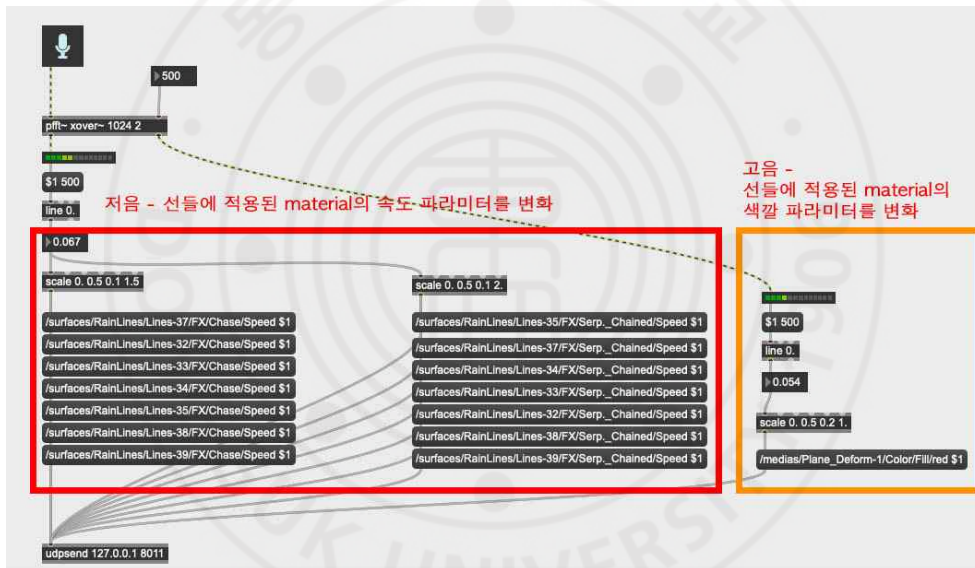 500
pfft~ xover~ 1024 2
$1 500
line 0.
0.067
저음 - 선들에 적용된 material의 속도 파라미터를 변화
scale 0. 0.5 0.1 1.5
/surfaces/RainLines/Lines-37/FX/Chase/Speed $1
/surfaces/RainLines/Lines-32/FX/Chase/Speed $1
/surfaces/RainLines/Lines-33/FX/Chase/Speed $1
/surfaces/RainLines/Lines-34/FX/Chase/Speed $1
/surfaces/RainLines/Lines-35/FX/Chase/Speed $1
/surfaces/RainLines/Lines-38/FX/Chase/Speed $1
/surfaces/RainLines/Lines-39/FX/Chase/Speed $1
scale 0. 0.5 0.1 2.
/surfaces/RainLines/Lines-35/FX/Serp._Chained/Speed $1
/surfaces/RainLines/Lines-37/FX/Serp._Chained/Speed $1
/surfaces/RainLines/Lines-34/FX/Serp._Chained/Speed $1
/surfaces/RainLines/Lines-33/FX/Serp._Chained/Speed $1
/surfaces/RainLines/Lines-32/FX/Serp._Chained/Speed $1
/surfaces/RainLines/Lines-38/FX/Serp._Chained/Speed $1
/surfaces/RainLines/Lines-39/FX/Serp._Chained/Speed $1
고음 -
선들에 적용된 material의
색깔 파라미터를 변화
$1 500
line 0.
0.054
scale 0. 0.5 0.2 1.
/medias/Plane_Deform-1/Color/Fill/red $1
udpsend 127.0.0.1 8011
UNIVERSI